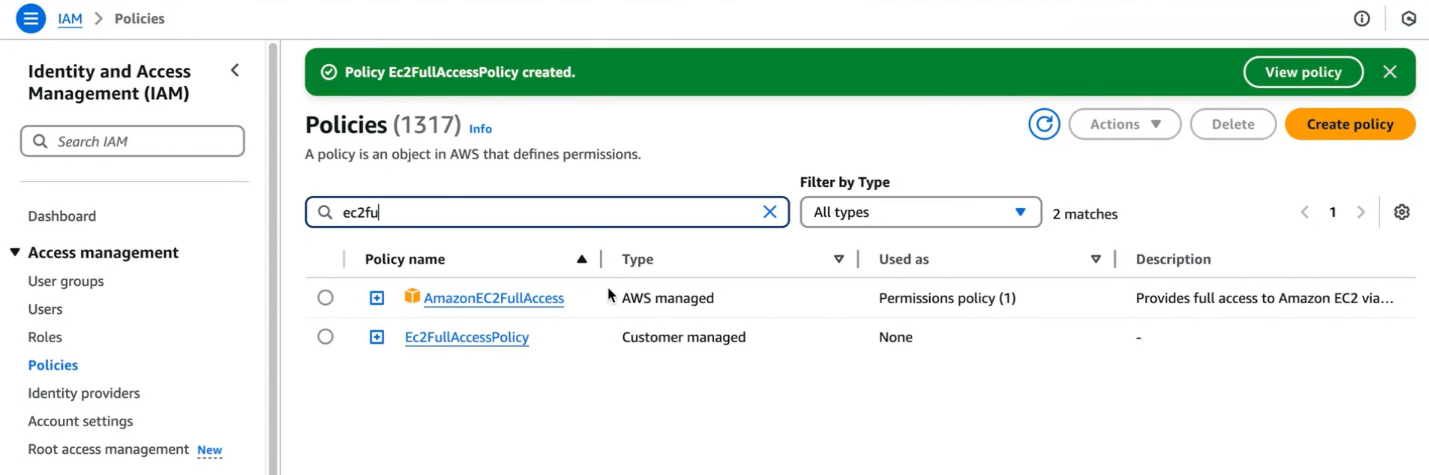 IAM > Policies
Identity and Access
Management (IAM)
Search IAM
Dashboard
Access management
User groups
Users
Roles
Policies
Identity providers
Account settings
Root access management New
Policy Ec2FullAccessPolicy created.
View policy
Policies (1317) Info
Actions
Delete
Create policy
A policy is an object in AWS that defines permissions.
Filter by Type
ec2fu
All types
2 matches
1
Policy name Type Used as Description
AmazonEC2FullAccess AWS managed Permissions policy (1) Provides full access to Amazon EC2 via…
Ec2FullAccessPolicy Customer managed None -